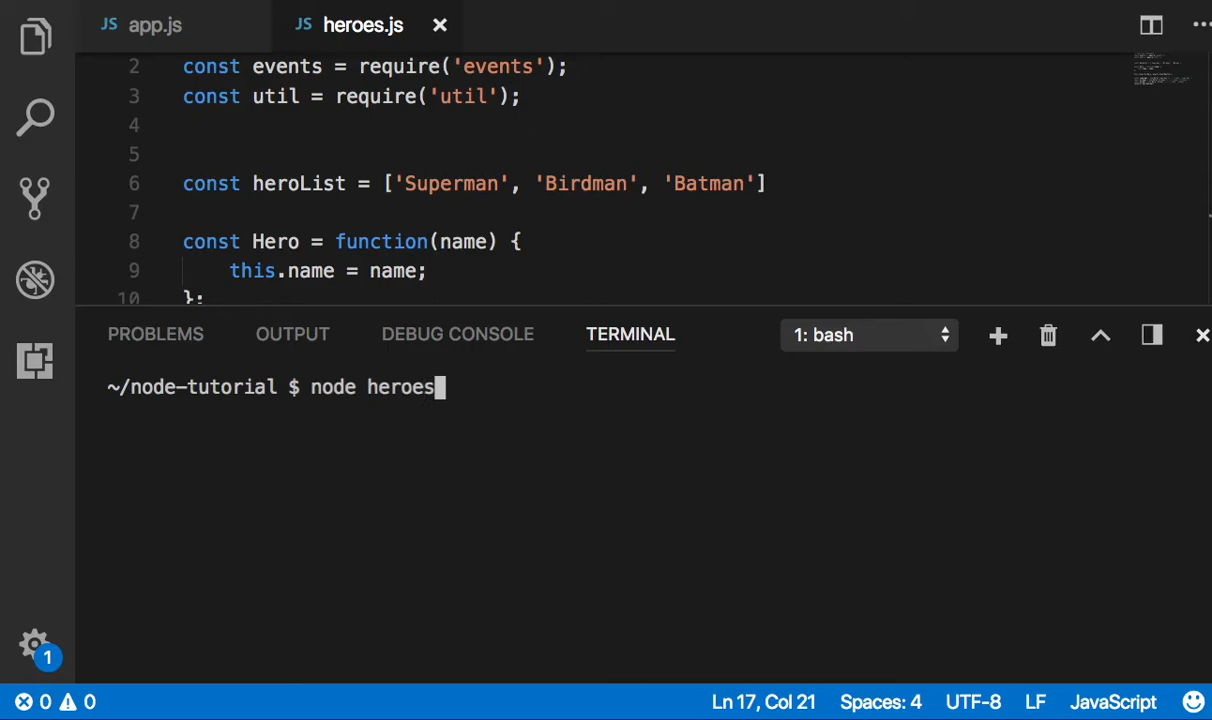 JS app.js JS heroes.js
2 const events = require('events');
3 const util = require('util');
4
5
6 const heroList = ['Superman', 'Birdman', 'Batman']
7
8 const Hero = function(name) {
9 this.name = name;
10 };
PROBLEMS OUTPUT DEBUG CONSOLE TERMINAL 1: bash
~/node-tutorial $ node heroes
1
0 0 Ln 17, Col 21 Spaces: 4 UTF-8 LF JavaScript